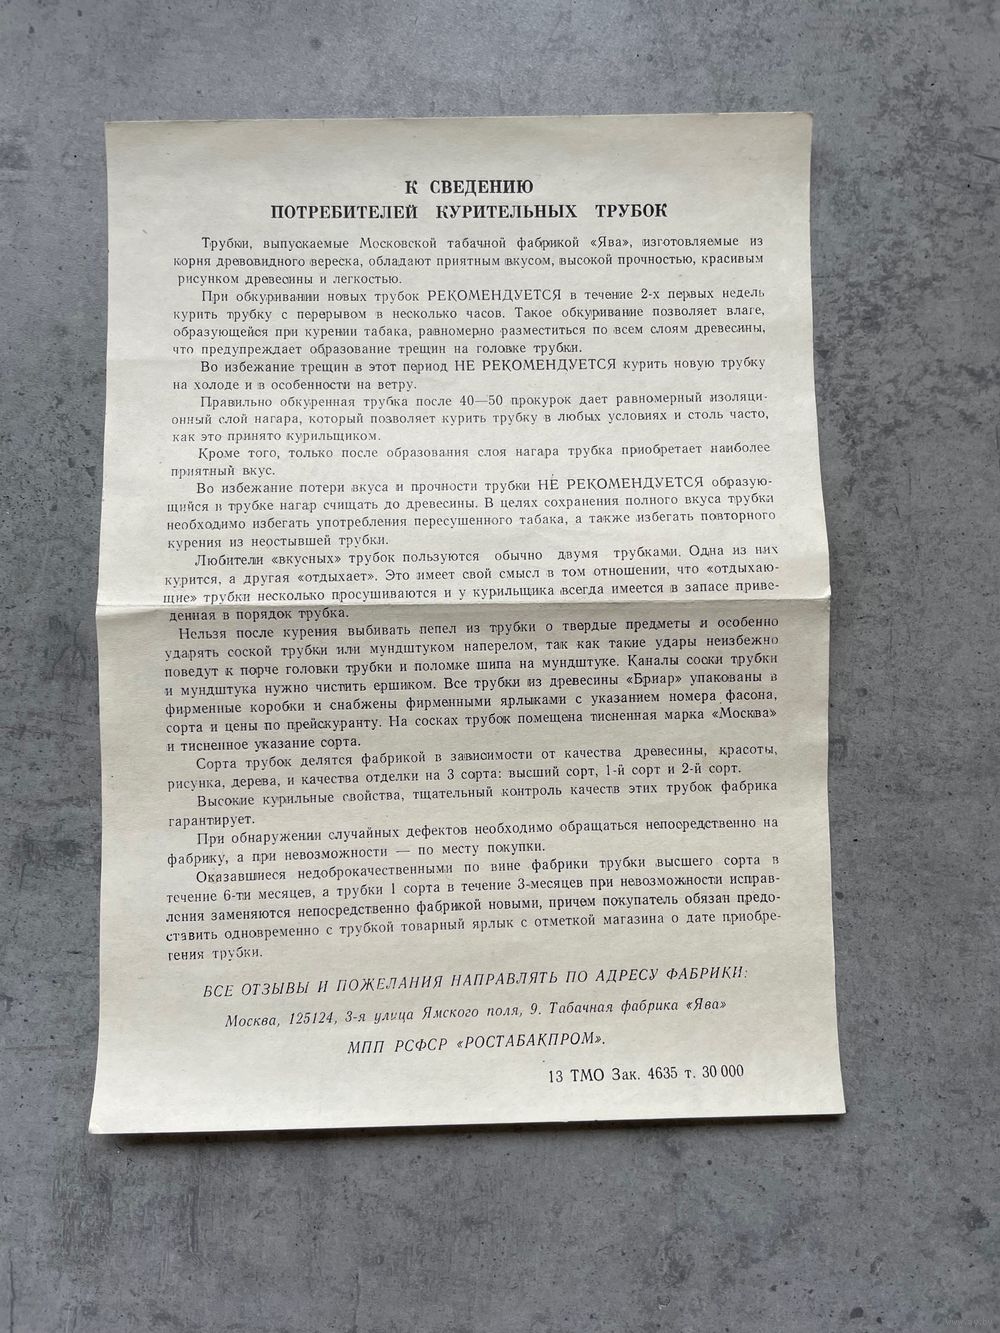 К СВЕДЕНИЮ
ПОТРЕБИТЕЛЕЙ КУРИТЕЛЬНЫХ ТРУБОК
Трубки, выпускаемые Московской табачной фабрикой «Ява», изготовляемые из
корня древовидного вереска, обладают приятным вкусом, высокой прочностью, красивым
рисунком древесины и легкостью.
При обкуривании новых трубок РЕКОМЕНДУЕТСЯ в течение 2-х первых недель
курить трубку с перерывом в несколько часов. Такое обкуривание позволяет влаге,
образующейся при курении табака, равномерно разместиться по всем слоям древесины,
что предупреждает образование трещин на головке трубки.
Во избежание трещин в этот период НЕ РЕКОМЕНДУЕТСЯ курить новую трубку
на холоде и в особенности на ветру.
Правильно обкуренная трубка после 40—50 прокурок дает равномерный изоляци-
онный слой нагара, который позволяет курить трубку в любых условиях и столь часто,
как это принято курильщиком.
Кроме того, только после образования слоя нагара трубка приобретает наиболее
приятный вкус.
Во избежание потери вкуса и прочности трубки НЕ РЕКОМЕНДУЕТСЯ образую-
щийся в трубке нагар счищать до древесины. В целях сохранения полного вкуса трубки
необходимо избегать употребления пересушенного табака, а также избегать повторного
курения из неостывшей трубки.
Любители «вкусных» трубок пользуются обычно двумя трубками. Одна из них
курится, а другая «отдыхает». Это имеет свой смысл в том отношении, что «отдыхаю-
щие» трубки несколько просушиваются и у курильщика всегда имеется в запасе приве-
денная в порядок трубка.
Нельзя после курения выбивать пепел из трубки о твердые предметы и особенно
ударять соской трубки или мундштуком наперелом, так как такие удары неизбежно
поведут к порче головки трубки и поломке шипа на мундштуке. Каналы соски трубки
и мундштука нужно чистить ершиком. Все трубки из древесины «Бриар» упакованы в
фирменные коробки и снабжены фирменными ярлыками с указанием номера фасона,
сорта и цены по прейскуранту. На сосках трубок помещена тисненная марка «Москва»
и тисненное указание сорта.
Сорта трубок делятся фабрикой в зависимости от качества древесины, красоты,
рисунка, дерева, и качества отделки на 3 сорта: высший сорт, 1-й сорт и 2-й сорт.
Высокие курильные свойства, тщательный контроль качеств этих трубок фабрика
гарантирует.
При обнаружении случайных дефектов необходимо обращаться непосредственно на
фабрику, а при невозможности — по месту покупки.
Оказавшиеся недоброкачественными по вине фабрики трубки высшего сорта в
течение 6-ти месяцев, а трубки 1 сорта в течение 3-месяцев при невозможности исправ-
ления заменяются непосредственно фабрикой новыми, причем покупатель обязан предо-
ставить одновременно с трубкой товарный ярлык с отметкой магазина о дате приобре-
тения трубки.
ВСЕ ОТЗЫВЫ И ПОЖЕЛАНИЯ НАПРАВЛЯТЬ ПО АДРЕСУ ФАБРИКИ:
Москва, 125124, 3-я улица Ямского поля, 9. Табачная фабрика «Ява»
МПП РСФСР «РОСТАБАКПРОМ».
13 ТМО Зак. 4635 т. 30 000